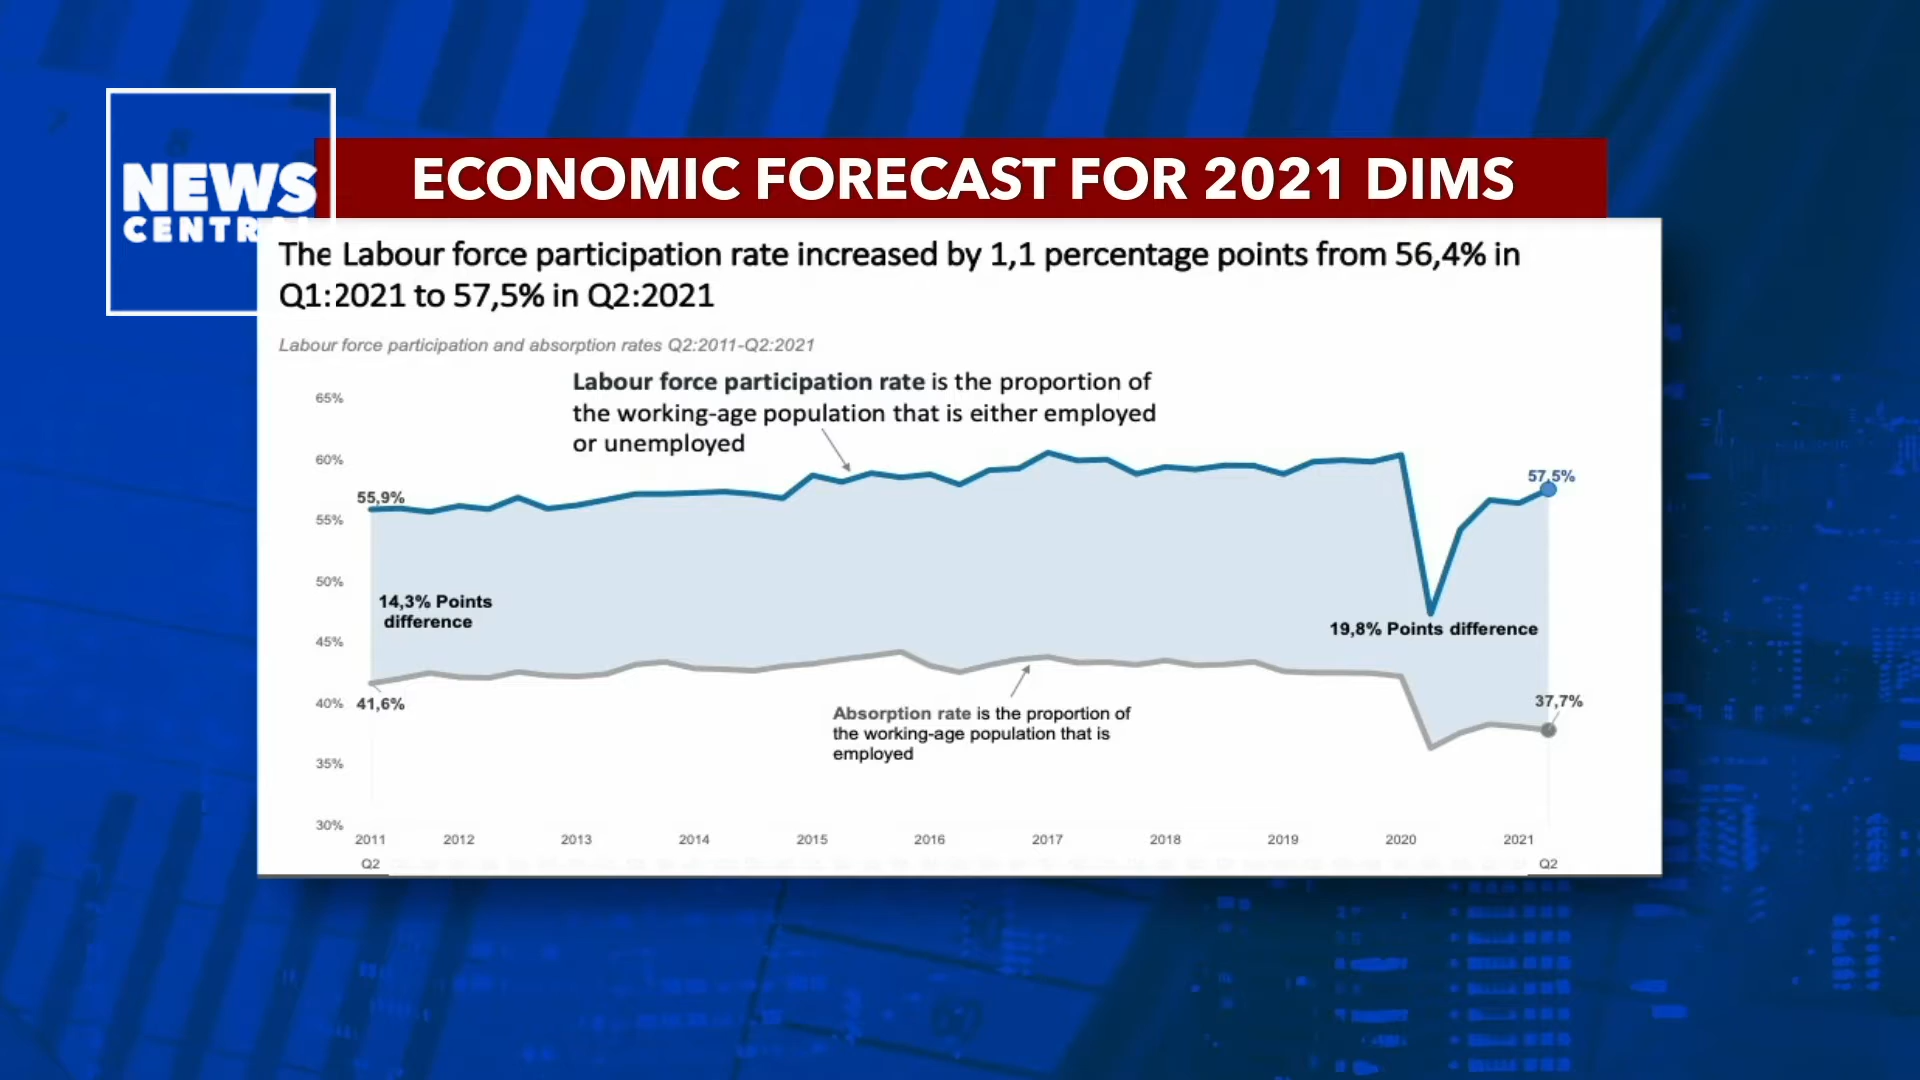 NEWS
CENTR
ECONOMIC FORECAST FOR 2021 DIMS
The Labour force participation rate increased by 1,1 percentage points from 56,4% in
Q1:2021 to 57,5% in Q2:2021
Labour force participation and absorption rates Q2:2011-Q2:2021
Labour force participation rate is the proportion of
the working-age population that is either employed
or unemployed
65%
60%
55%
50%
45%
40%
35%
30%
55,9%
57,5%
14,3% Points
difference
19,8% Points difference
41,6%
37,7%
Absorption rate is the proportion of
the working-age population that is
employed
2011 2012 2013 2014 2015 2016 2017 2018 2019 2020 2021
Q2 Q2